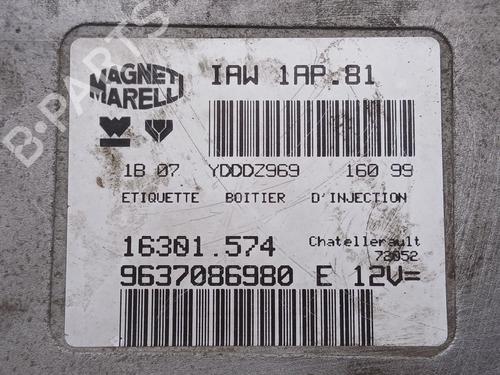 B-PARTS
MAGNETI
MARELLI
IAW 1AP.81
1B 07 YDDDZ969 160 99
ETIQUETTE BOITIER D'INJECTION
16301.574
Chatellerault
72052
9637086980 E 12V=